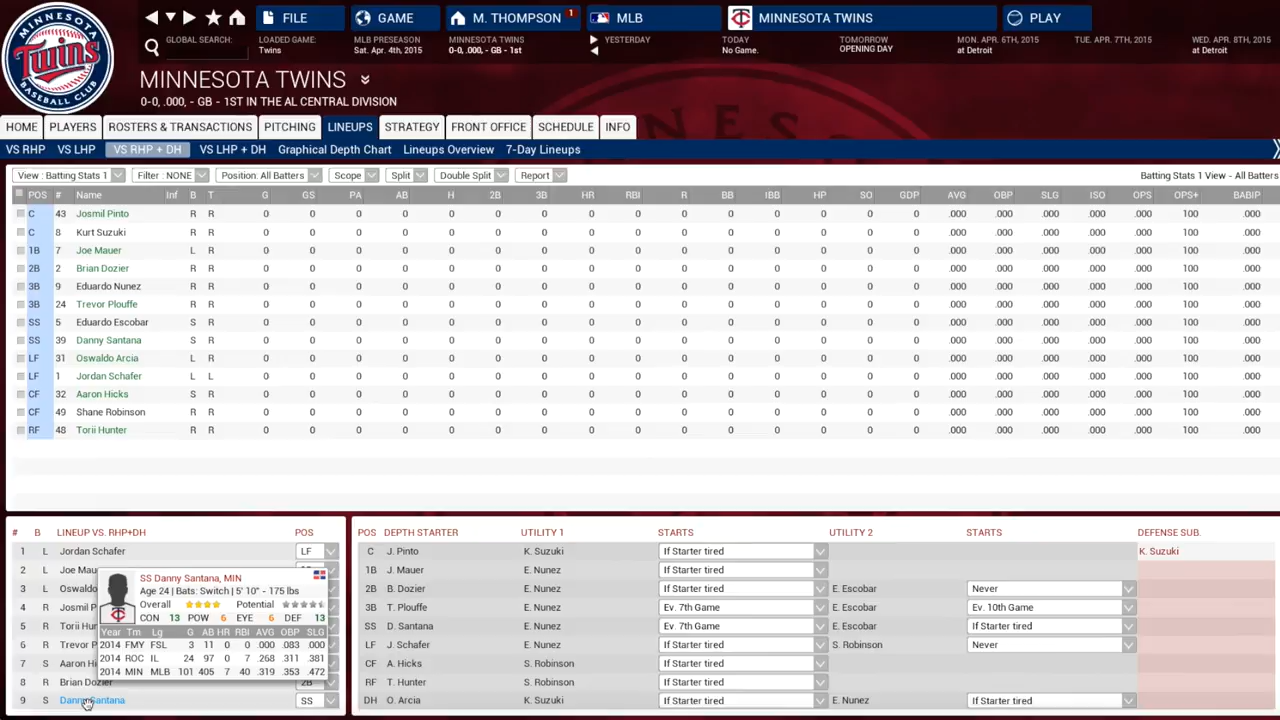 MINNESOTA
Twins
BASEBALL CLUB
FILE
GAME
M. THOMPSON 1
MLB
MINNESOTA TWINS
PLAY
GLOBAL SEARCH:
LOADED GAME:
Twins
MLB PRESEASON
Sat. Apr. 4th, 2015
MINNESOTA TWINS
0-0, .000, - GB - 1st
YESTERDAY
TODAY
No Game.
TOMORROW
OPENING DAY
MON. APR. 6TH, 2015
at Detroit
TUE. APR. 7TH, 2015
WED. APR. 8TH, 2015
at Detroit
MINNESOTA TWINS
0-0, .000, - GB - 1ST IN THE AL CENTRAL DIVISION
HOME PLAYERS ROSTERS & TRANSACTIONS PITCHING LINEUPS STRATEGY FRONT OFFICE SCHEDULE INFO
VS RHP VS LHP VS RHP + DH VS LHP + DH Graphical Depth Chart Lineups Overview 7-Day Lineups
View : Batting Stats 1 Filter : NONE Position: All Batters Scope Split Double Split Report Batting Stats 1 View - All Batters
POS # Name Inf B T G GS PA AB H 2B 3B HR RBI R BB IBB HP SO GDP AVG OBP SLG ISO OPS OPS+ BABIP
C 43 Josmil Pinto R R 0 0 0 0 0 0 0 0 0 0 0 0 0 0 0 .000 .000 .000 .000 .000 100 .000
C 8 Kurt Suzuki R R 0 0 0 0 0 0 0 0 0 0 0 0 0 0 0 .000 .000 .000 .000 .000 100 .000
1B 7 Joe Mauer L R 0 0 0 0 0 0 0 0 0 0 0 0 0 0 0 .000 .000 .000 .000 .000 100 .000
2B 2 Brian Dozier R R 0 0 0 0 0 0 0 0 0 0 0 0 0 0 0 .000 .000 .000 .000 .000 100 .000
3B 9 Eduardo Nunez R R 0 0 0 0 0 0 0 0 0 0 0 0 0 0 0 .000 .000 .000 .000 .000 100 .000
3B 24 Trevor Plouffe R R 0 0 0 0 0 0 0 0 0 0 0 0 0 0 0 .000 .000 .000 .000 .000 100 .000
SS 5 Eduardo Escobar S R 0 0 0 0 0 0 0 0 0 0 0 0 0 0 0 .000 .000 .000 .000 .000 100 .000
SS 39 Danny Santana S R 0 0 0 0 0 0 0 0 0 0 0 0 0 0 0 .000 .000 .000 .000 .000 100 .000
LF 31 Oswaldo Arcia L R 0 0 0 0 0 0 0 0 0 0 0 0 0 0 0 .000 .000 .000 .000 .000 100 .000
LF 1 Jordan Schafer L L 0 0 0 0 0 0 0 0 0 0 0 0 0 0 0 .000 .000 .000 .000 .000 100 .000
CF 32 Aaron Hicks S R 0 0 0 0 0 0 0 0 0 0 0 0 0 0 0 .000 .000 .000 .000 .000 100 .000
CF 49 Shane Robinson R R 0 0 0 0 0 0 0 0 0 0 0 0 0 0 0 .000 .000 .000 .000 .000 100 .000
RF 48 Torii Hunter R R 0 0 0 0 0 0 0 0 0 0 0 0 0 0 0 .000 .000 .000 .000 .000 100 .000
# B LINEUP VS. RHP+DH POS
1 L Jordan Schafer LF
2 L Joe Mau
3 L Oswaldo
4 R Josmil P
5 R Torii Hun
6 R Trevor P
7 S Aaron Hi
8 R Brian Dozier 2B
9 S Danny Santana SS
SS Danny Santana, MIN
Age 24 | Bats: Switch | 5' 10" - 175 lbs
Overall Potential
CON 13 POW 6 EYE 6 DEF 13
Year Tm Lg G AB HR RBI AVG OBP SLG
2014 FMY FSL 3 11 0 0 .000 .083 .000
2014 ROC IL 24 97 0 7 .268 .311 .381
2014 MIN MLB 101 405 7 40 .319 .353 .472
POS DEPTH STARTER UTILITY 1 STARTS UTILITY 2 STARTS DEFENSE SUB.
C J. Pinto K. Suzuki If Starter tired K. Suzuki
1B J. Mauer E. Nunez If Starter tired
2B B. Dozier E. Nunez If Starter tired E. Escobar Never
3B T. Plouffe E. Nunez Ev. 7th Game E. Escobar Ev. 10th Game
SS D. Santana E. Nunez Ev. 7th Game E. Escobar If Starter tired
LF J. Schafer E. Nunez If Starter tired S. Robinson Never
CF A. Hicks S. Robinson If Starter tired
RF T. Hunter S. Robinson If Starter tired
DH O. Arcia K. Suzuki If Starter tired E. Nunez If Starter tired